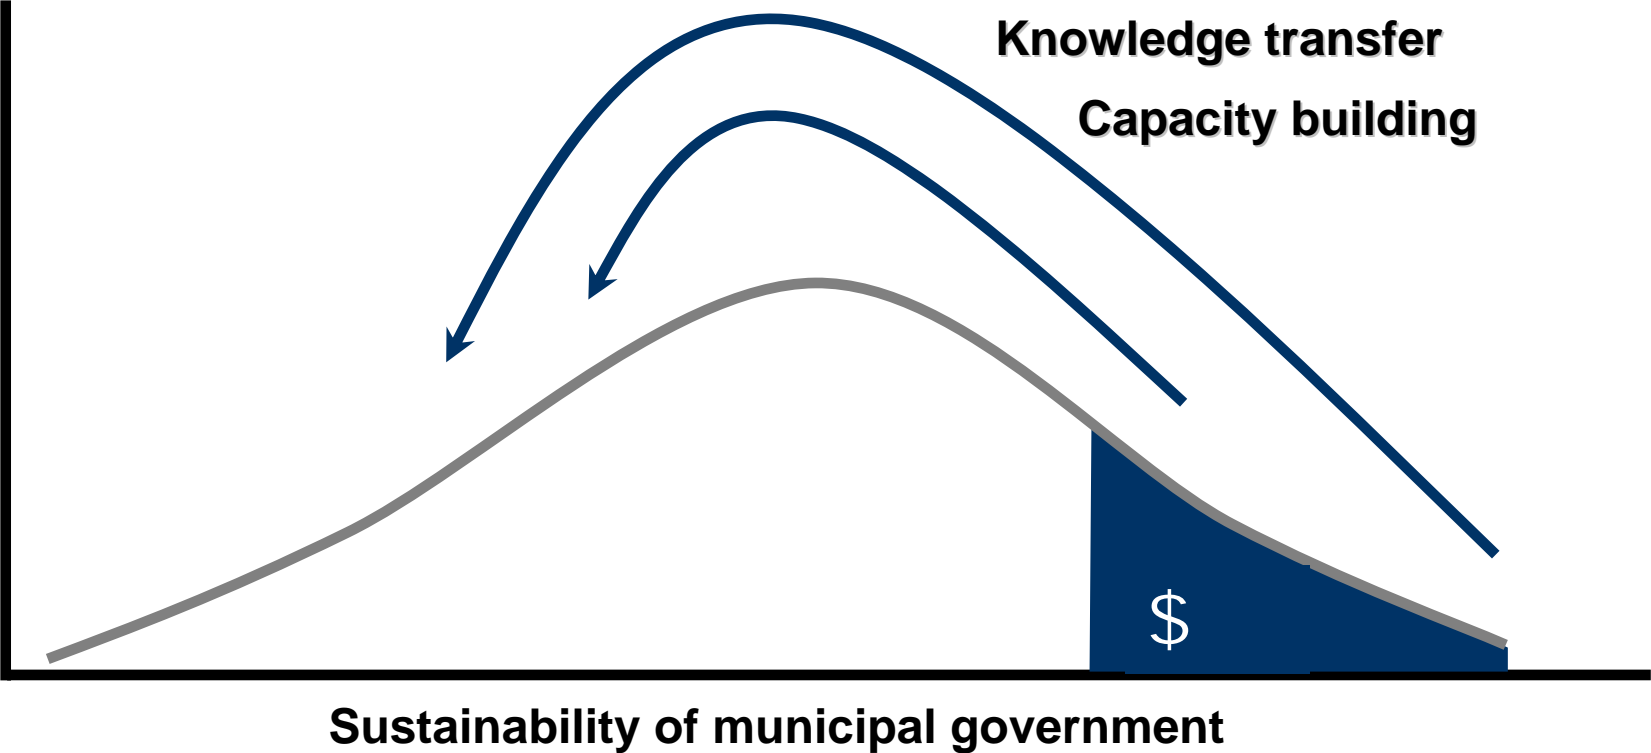 Knowledge transfer
Capacity building
$
Sustainability of municipal government